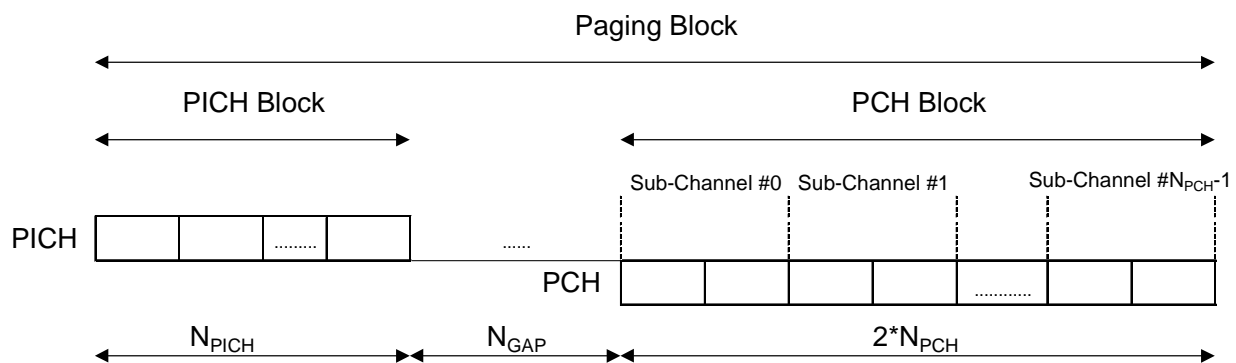 Paging Block
PICH Block PCH Block
Sub-Channel #0 Sub-Channel #1 Sub-Channel #N_PCH-1
PICH ......... ......
PCH ............
N_PICH N_GAP 2*N_PCH